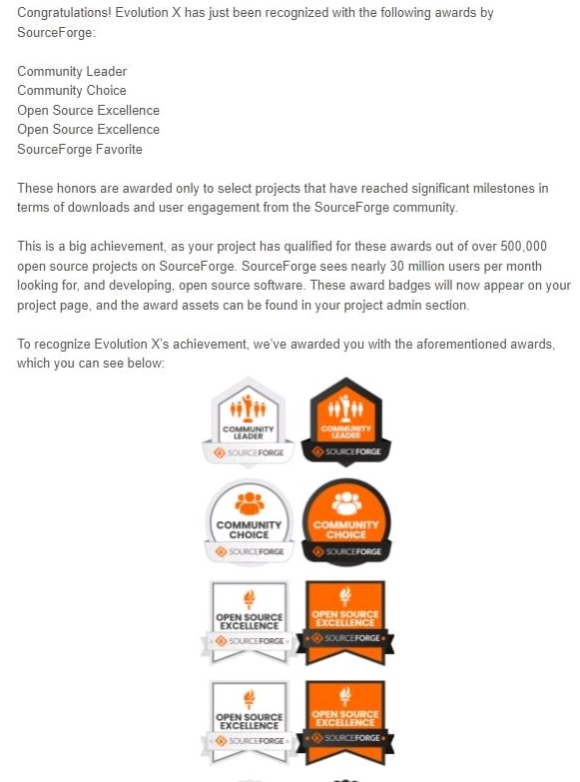 Congratulations! Evolution X has just been recognized with the following awards by
SourceForge:
Community Leader
Community Choice
Open Source Excellence
Open Source Excellence
SourceForge Favorite
These honors are awarded only to select projects that have reached significant milestones in
terms of downloads and user engagement from the SourceForge community.
This is a big achievement, as your project has qualified for these awards out of over 500,000
open source projects on SourceForge. SourceForge sees nearly 30 million users per month
looking for, and developing, open source software. These award badges will now appear on your
project page, and the award assets can be found in your project admin section.
To recognize Evolution X's achievement, we've awarded you with the aforementioned awards,
which you can see below:
COMMUNITY
LEADER
SOURCEFORGE
COMMUNITY
LEADER
SOURCEFORGE
COMMUNITY
CHOICE
SOURCEFORGE
COMMUNITY
CHOICE
SOURCEFORGE
OPEN SOURCE
EXCELLENCE
SOURCEFORGE
OPEN SOURCE
EXCELLENCE
SOURCEFORGE
OPEN SOURCE
EXCELLENCE
SOURCEFORGE
OPEN SOURCE
EXCELLENCE
SOURCEFORGE